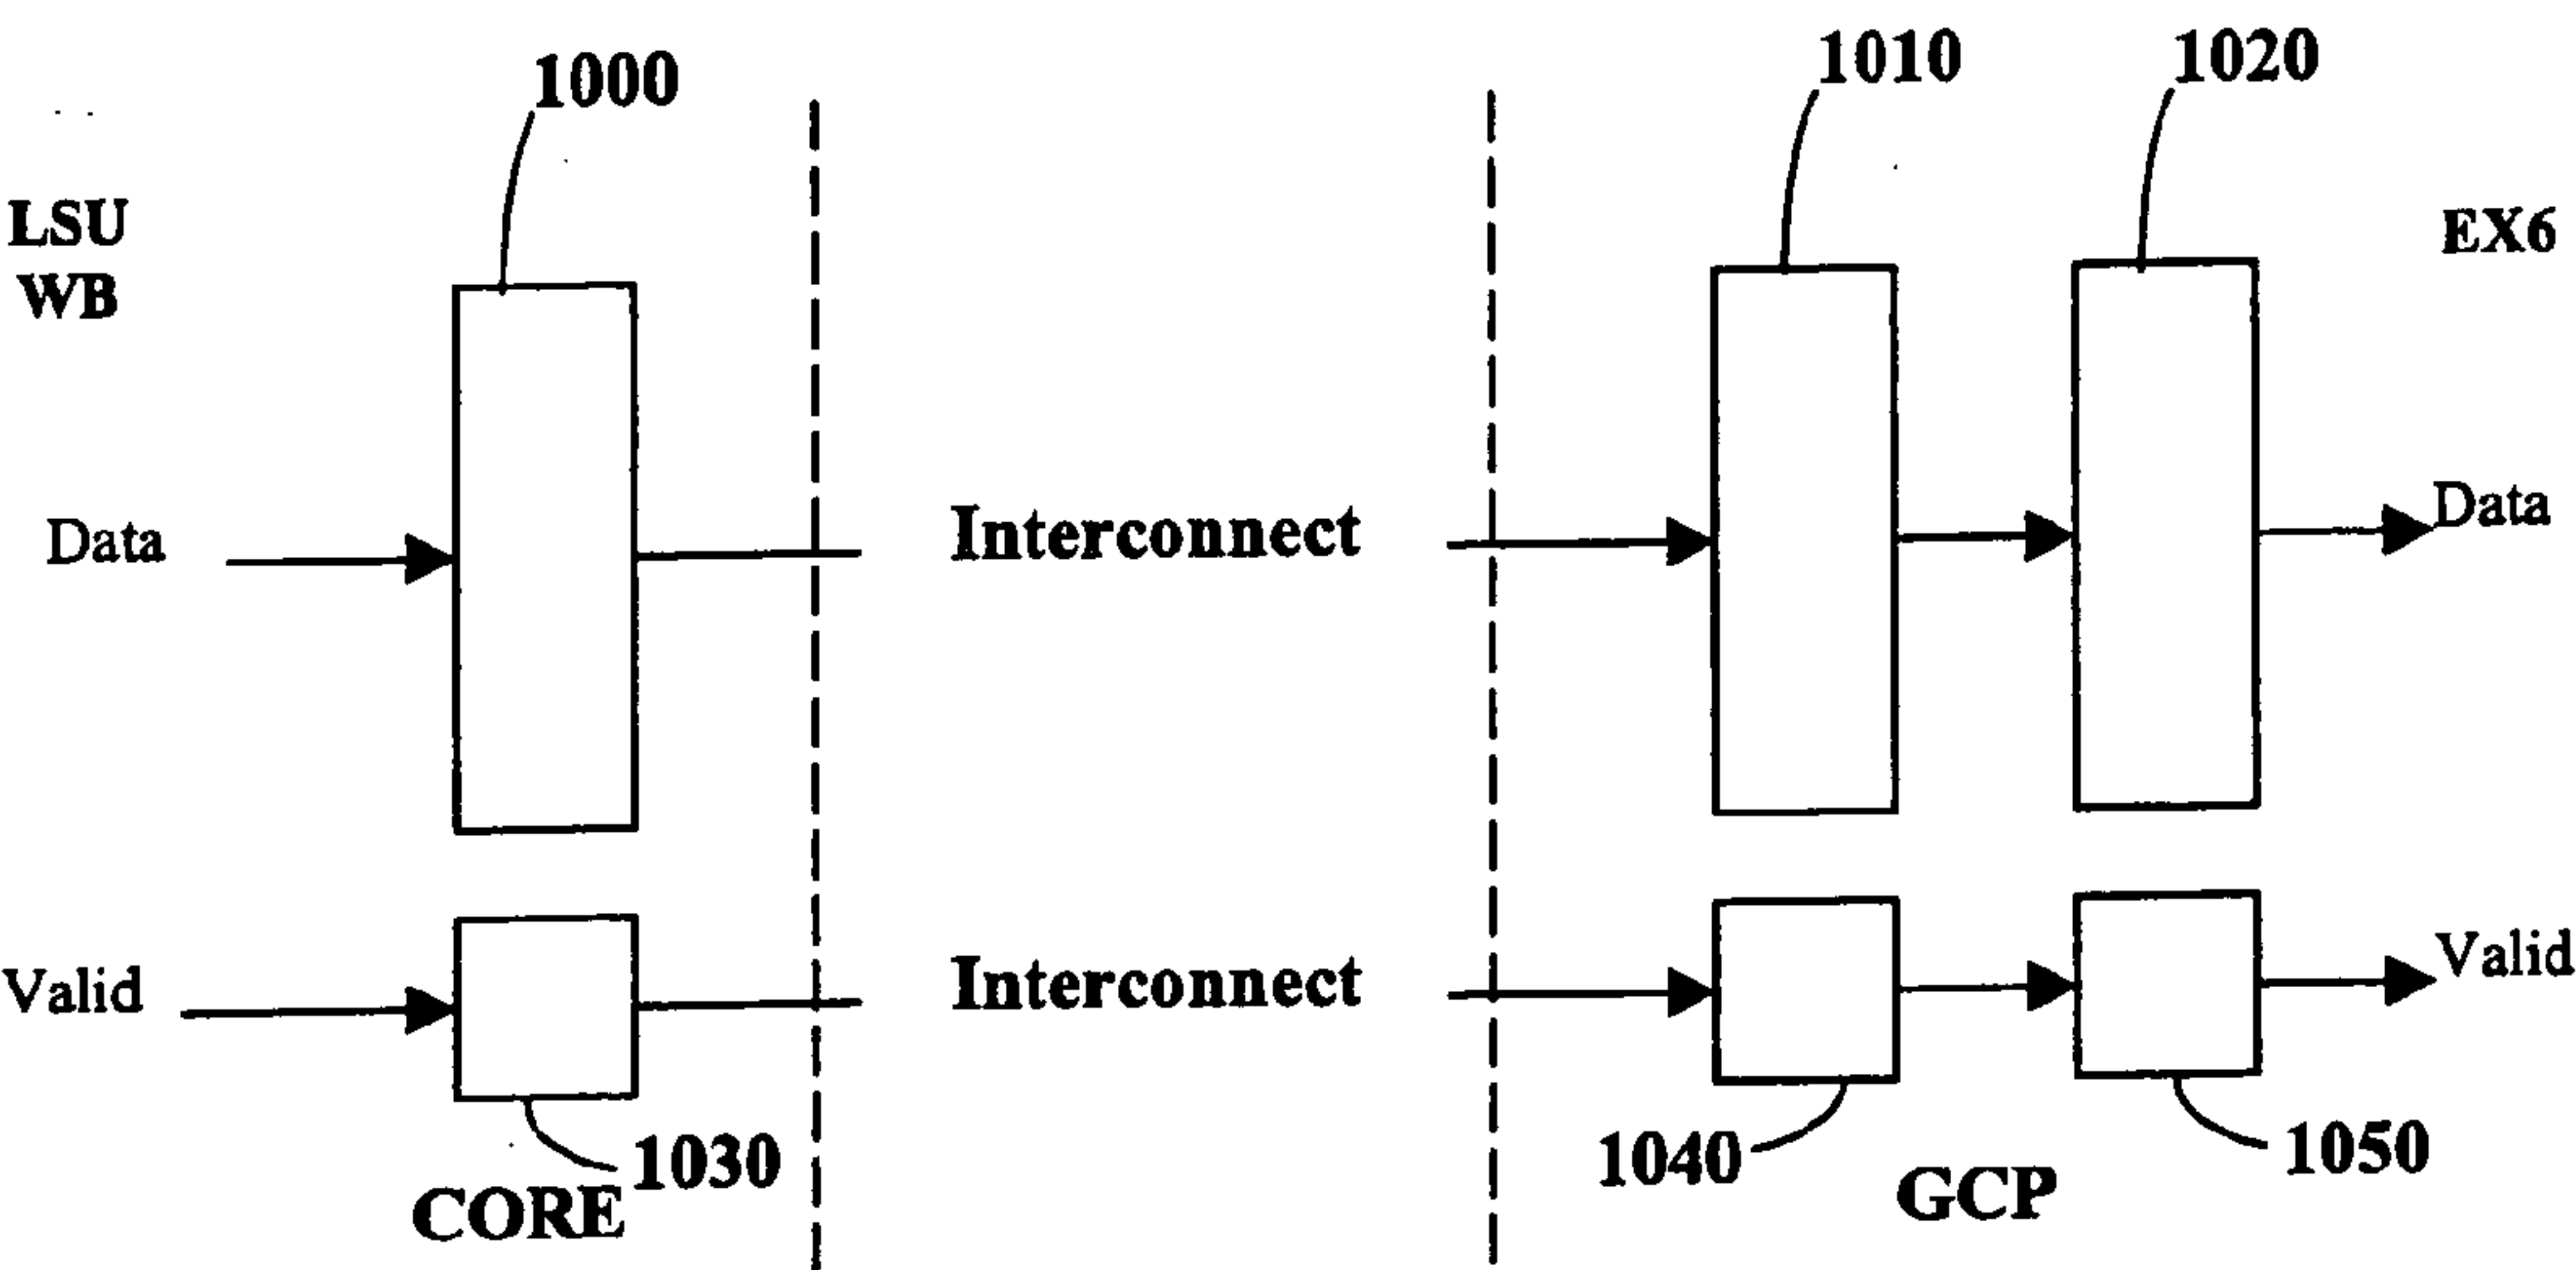 1000
1010
1020
LSU
WB
EX6
Data
Interconnect
Data
Valid
Interconnect
Valid
1030
1040
1050
CORE
GCP